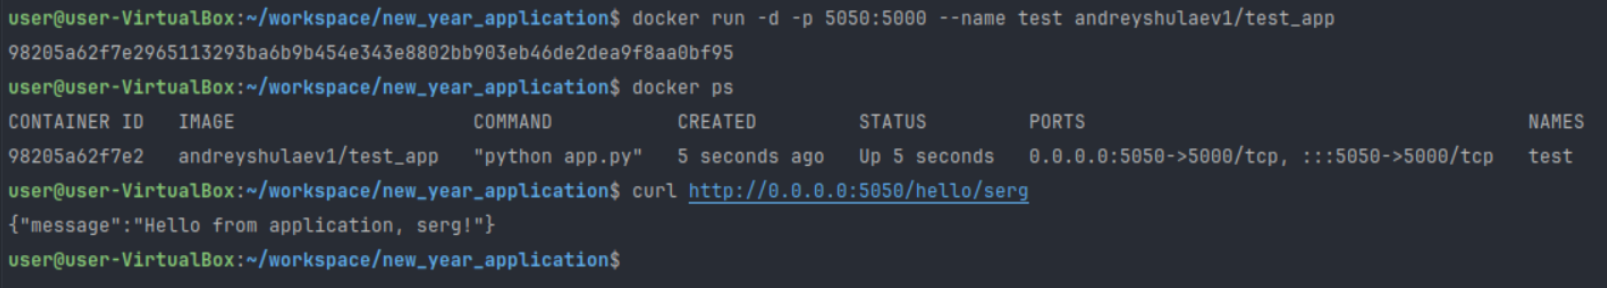 user@user-VirtualBox:~/workspace/new_year_application$ docker run -d -p 5050:5000 --name test andreyshulaev1/test_app
98205a62f7e2965113293ba6b9b454e343e8802bb903eb46de2dea9f8aa0bf95
user@user-VirtualBox:~/workspace/new_year_application$ docker ps
CONTAINER ID   IMAGE                    COMMAND           CREATED         STATUS         PORTS                                       NAMES
98205a62f7e2   andreyshulaev1/test_app   "python app.py"   5 seconds ago   Up 5 seconds   0.0.0.0:5050->5000/tcp, :::5050->5000/tcp   test
user@user-VirtualBox:~/workspace/new_year_application$ curl http://0.0.0.0:5050/hello/serg
{"message":"Hello from application, serg!"}
user@user-VirtualBox:~/workspace/new_year_application$